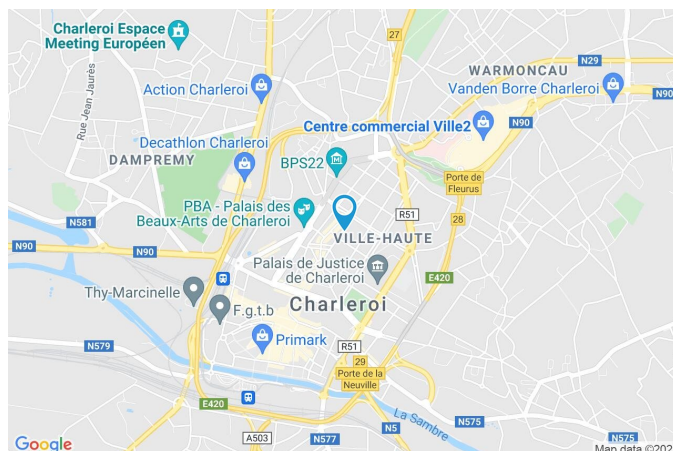 Charleroi Espace
Meeting Européen
27
N29
WARMONCAU
Vanden Borre Charleroi
N90
Action Charleroi
Rue Jean Jaurès
Centre commercial Ville2
N90
Decathlon Charleroi
DAMPREMY
BPS22
Porte de
Fleurus
PBA - Palais des
Beaux-Arts de Charleroi
R51
28
N581
VILLE-HAUTE
N90
Palais de Justice
de Charleroi
E420
Thy-Marcinelle
Charleroi
F.g.t.b
Primark
N579
R51
29
Porte de la
Neuville
E420
La Sambre
N575
N5
A503
N577
N575
Google
Map data ©202